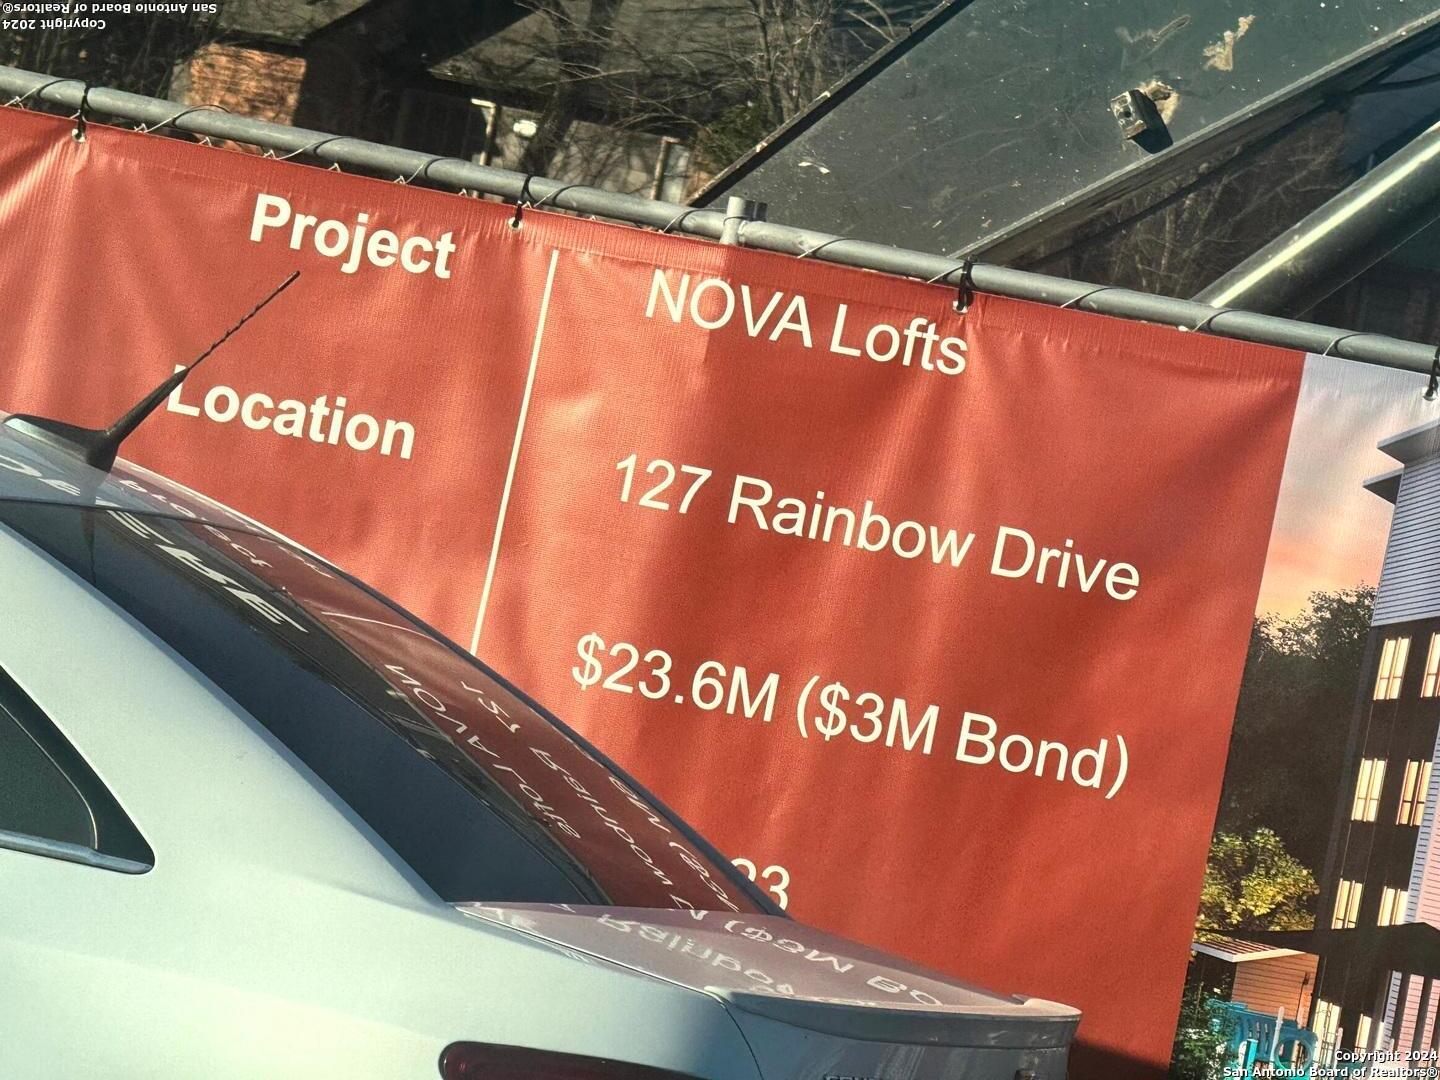 Copyright 2024
San Antonio Board of Realtors®
Project
NOVA Lofts
Location
127 Rainbow Drive
$23.6M ($3M Bond)
23
Copyright 2024
San Antonio Board of Realtors®